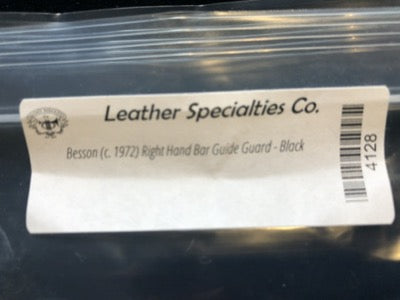 Leather Specialties Co.
Besson (c. 1972) Right Hand Bar Guide Guard - Black
4128